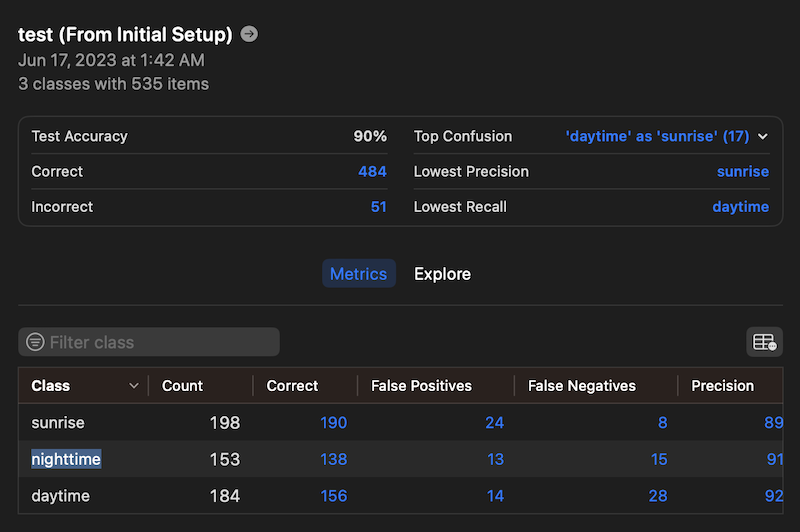 test (From Initial Setup)
Jun 17, 2023 at 1:42 AM
3 classes with 535 items
Test Accuracy 90% Top Confusion 'daytime' as 'sunrise' (17)
Correct 484 Lowest Precision sunrise
Incorrect 51 Lowest Recall daytime
Metrics Explore
Filter class
Class Count Correct False Positives False Negatives Precision
sunrise 198 190 24 8 89
nighttime 153 138 13 15 91
daytime 184 156 14 28 92